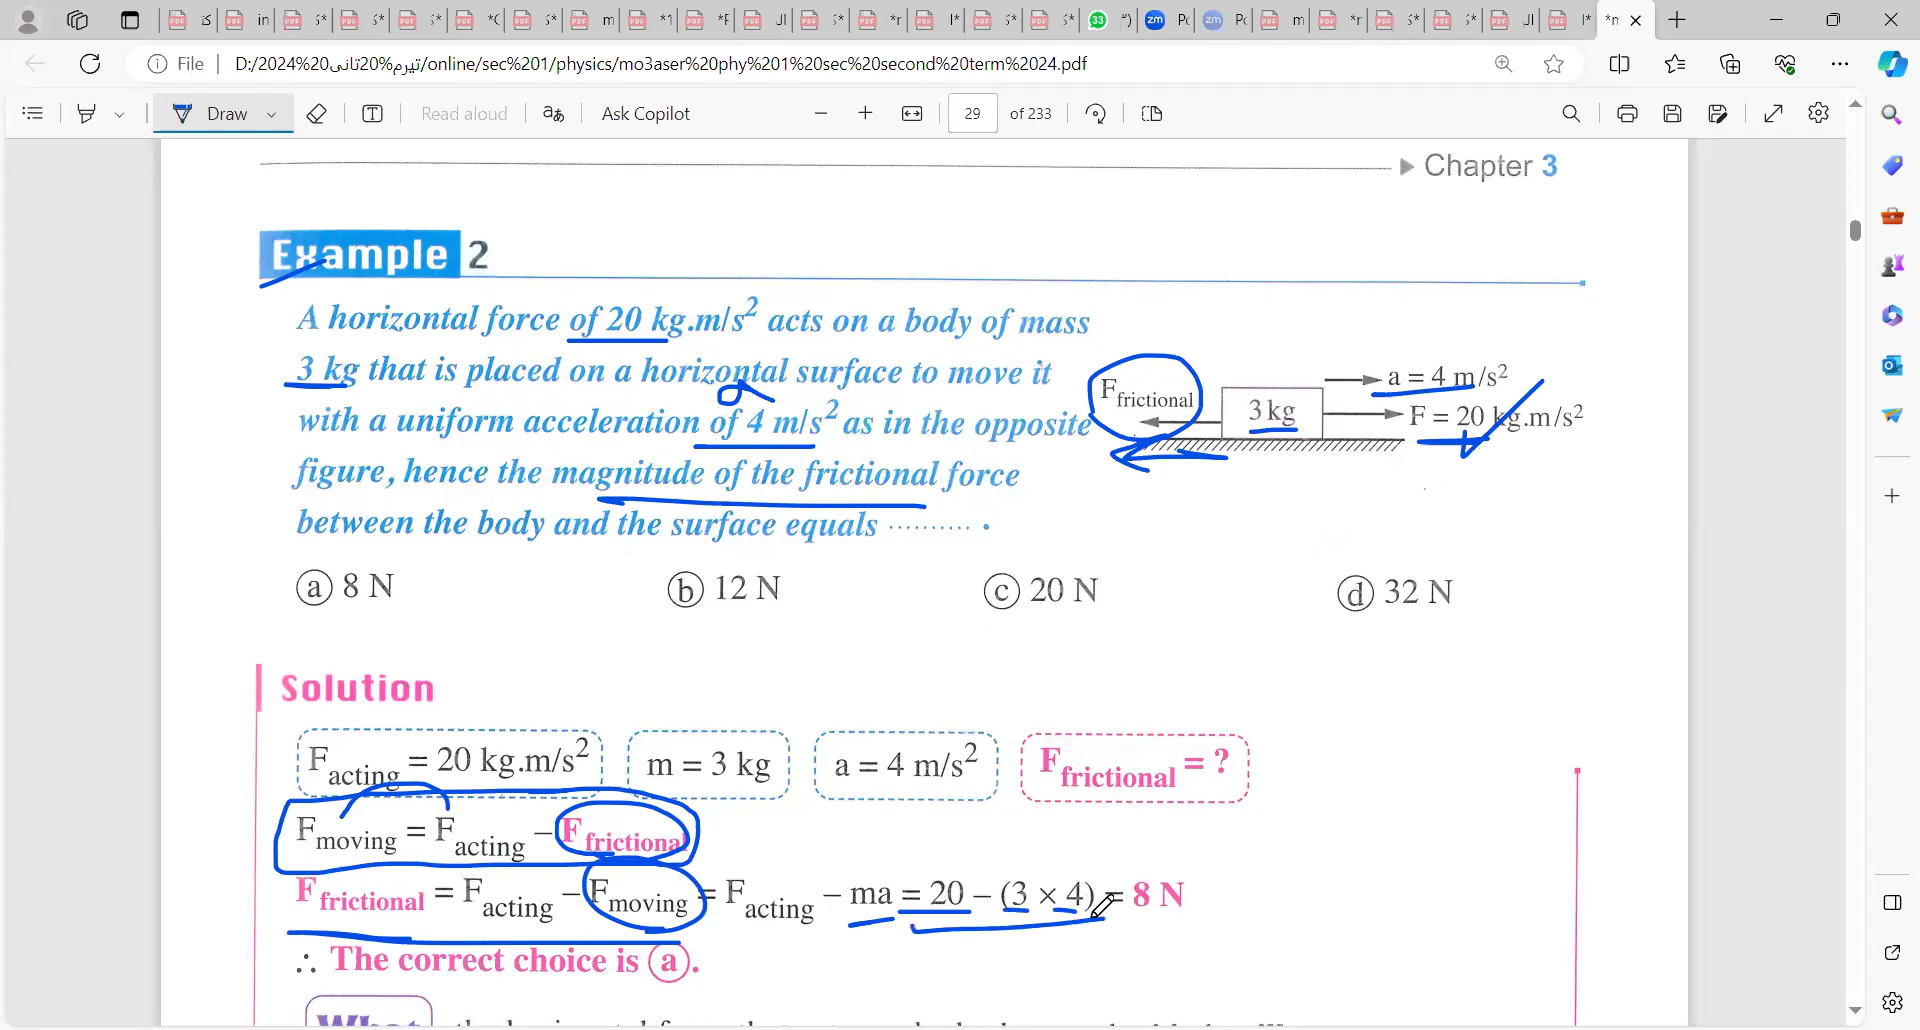 File
D:/2024%20تيرم%20تانى/online/sec%201/physics/mo3aser%20phy%201%20sec%20second%20term%2024.pdf
Draw
Read aloud
Ask Copilot
29
of 233
Chapter 3
Example 2
A horizontal force of 20 kg.m/s² acts on a body of mass
3 kg that is placed on a horizontal surface to move it
with a uniform acceleration of 4 m/s² as in the opposite
figure, hence the magnitude of the frictional force
between the body and the surface equals .......... .
F frictional
3 kg
a = 4 m/s²
F = 20 kg.m/s²
a 8 N
b 12 N
c 20 N
d 32 N
Solution
F acting = 20 kg.m/s²
m = 3 kg
a = 4 m/s²
F frictional = ?
F moving = F acting − F frictional
F frictional = F acting − F moving = F acting − ma = 20 − (3 × 4) = 8 N
∴ The correct choice is a.